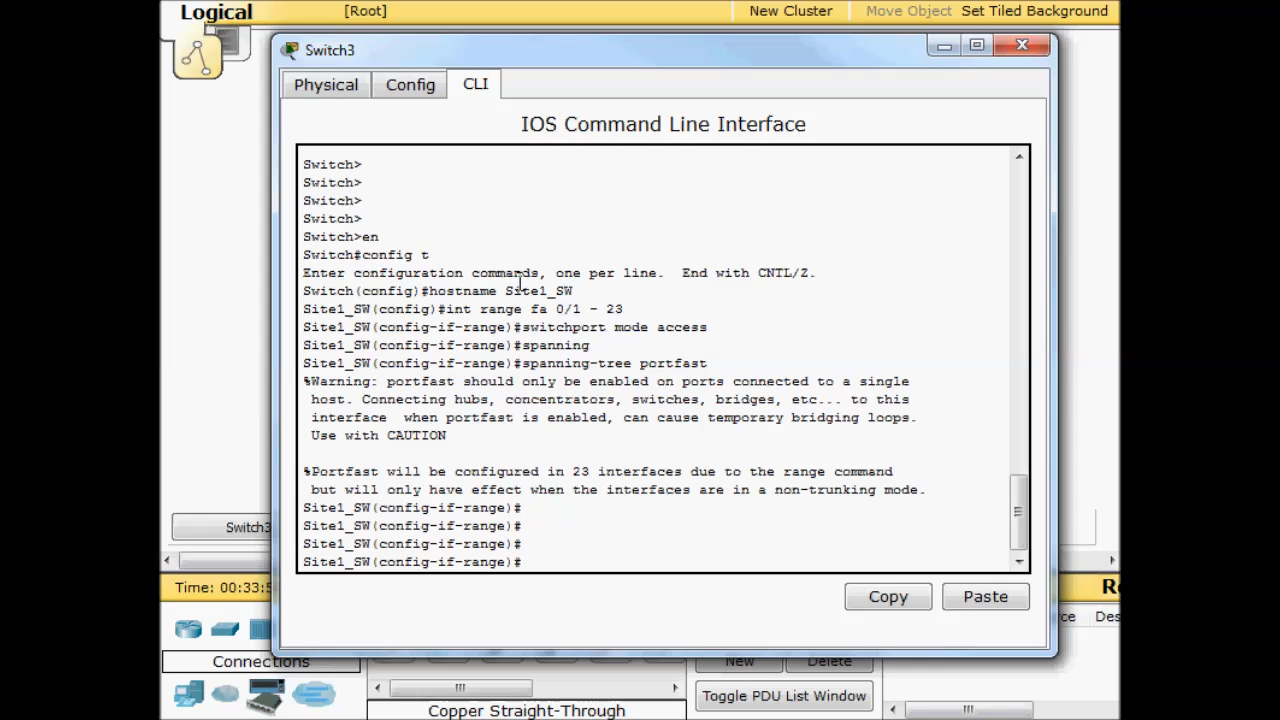 Logical
[Root]
New Cluster
Move Object
Set Tiled Background
Switch3
Physical
Config
CLI
IOS Command Line Interface
Switch>
Switch>
Switch>
Switch>
Switch>en
Switch#config t
Enter configuration commands, one per line.  End with CNTL/Z.
Switch(config)#hostname Site1_SW
Site1_SW(config)#int range fa 0/1 - 23
Site1_SW(config-if-range)#switchport mode access
Site1_SW(config-if-range)#spanning
Site1_SW(config-if-range)#spanning-tree portfast
%Warning: portfast should only be enabled on ports connected to a single
host. Connecting hubs, concentrators, switches, bridges, etc... to this
interface  when portfast is enabled, can cause temporary bridging loops.
Use with CAUTION
%Portfast will be configured in 23 interfaces due to the range command
but will only have effect when the interfaces are in a non-trunking mode.
Site1_SW(config-if-range)#
Site1_SW(config-if-range)#
Site1_SW(config-if-range)#
Site1_SW(config-if-range)#
Switch3
Copy
Paste
Time: 00:33:5
Connections
New
Delete
Toggle PDU List Window
Copper Straight-Through